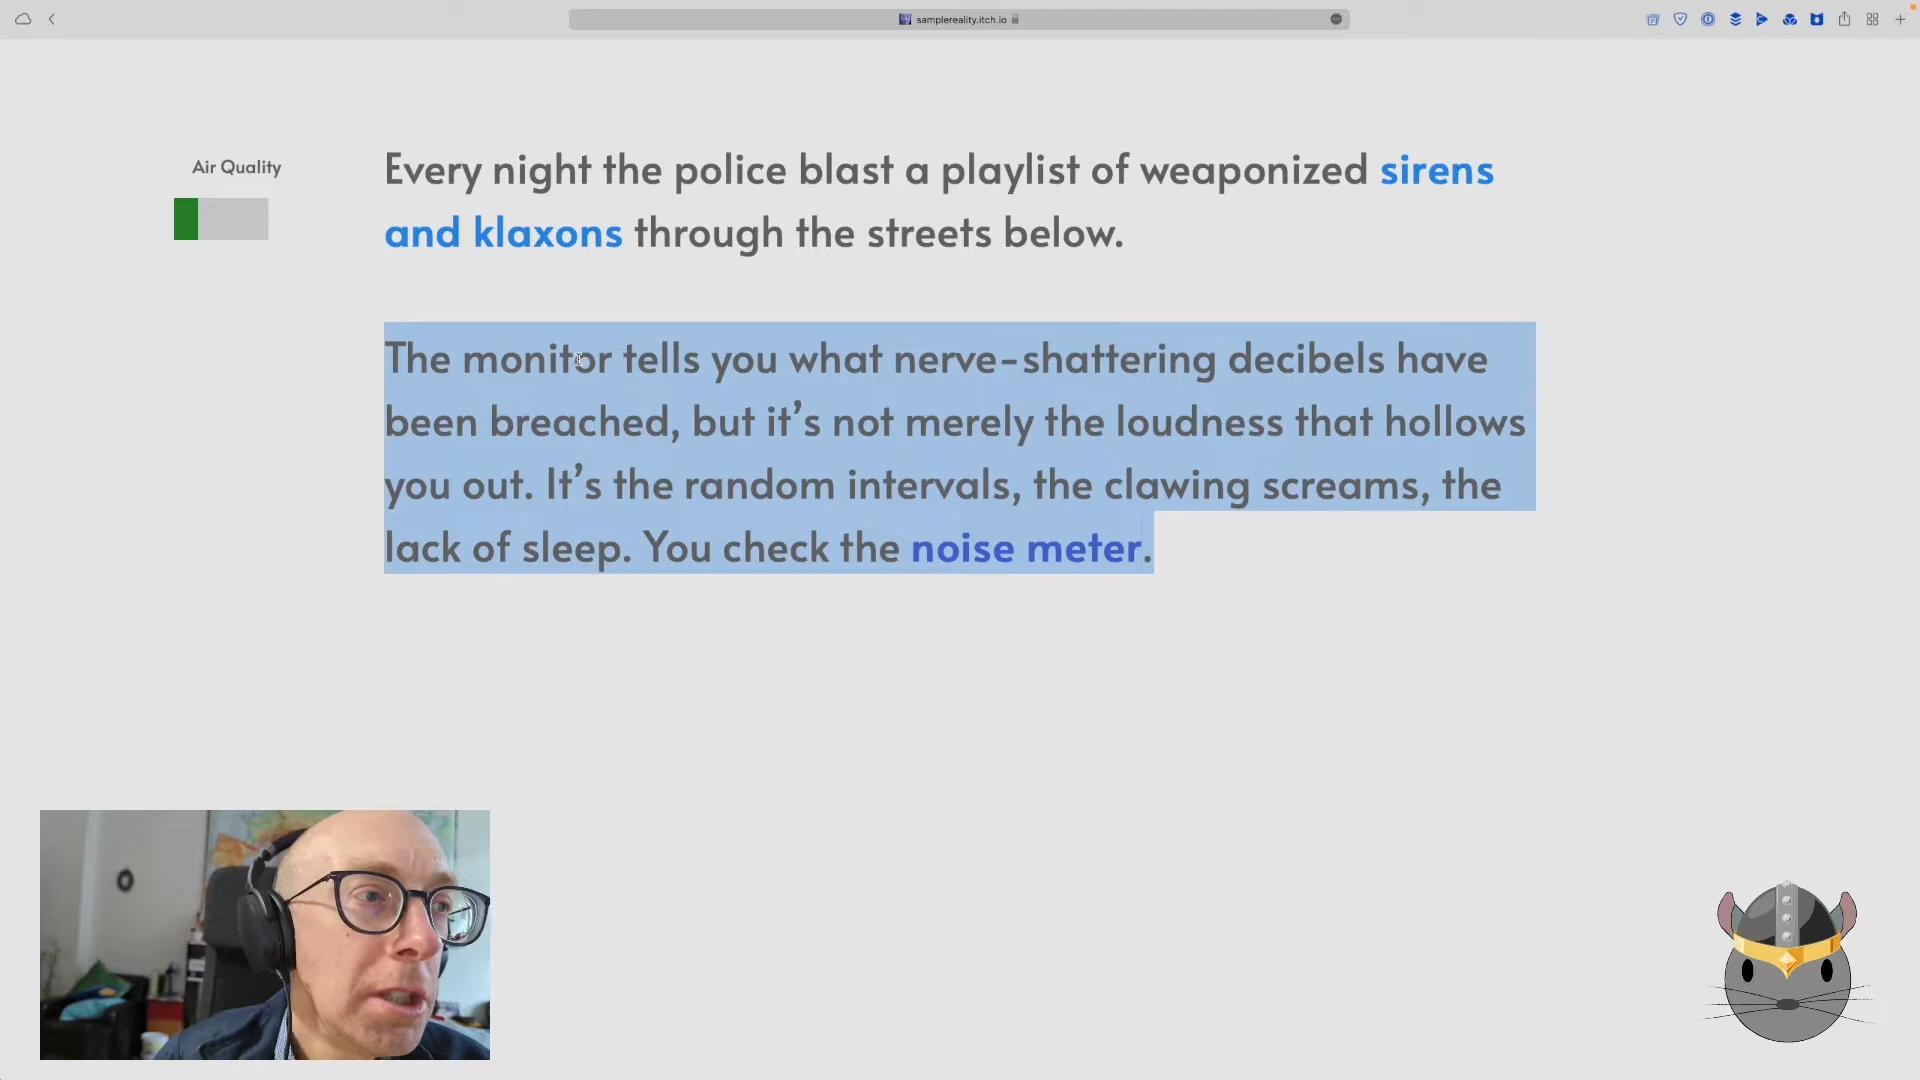 samplereality.itch.io
Air Quality
Every night the police blast a playlist of weaponized sirens
and klaxons through the streets below.
The monitor tells you what nerve-shattering decibels have
been breached, but it’s not merely the loudness that hollows
you out. It’s the random intervals, the clawing screams, the
lack of sleep. You check the noise meter.